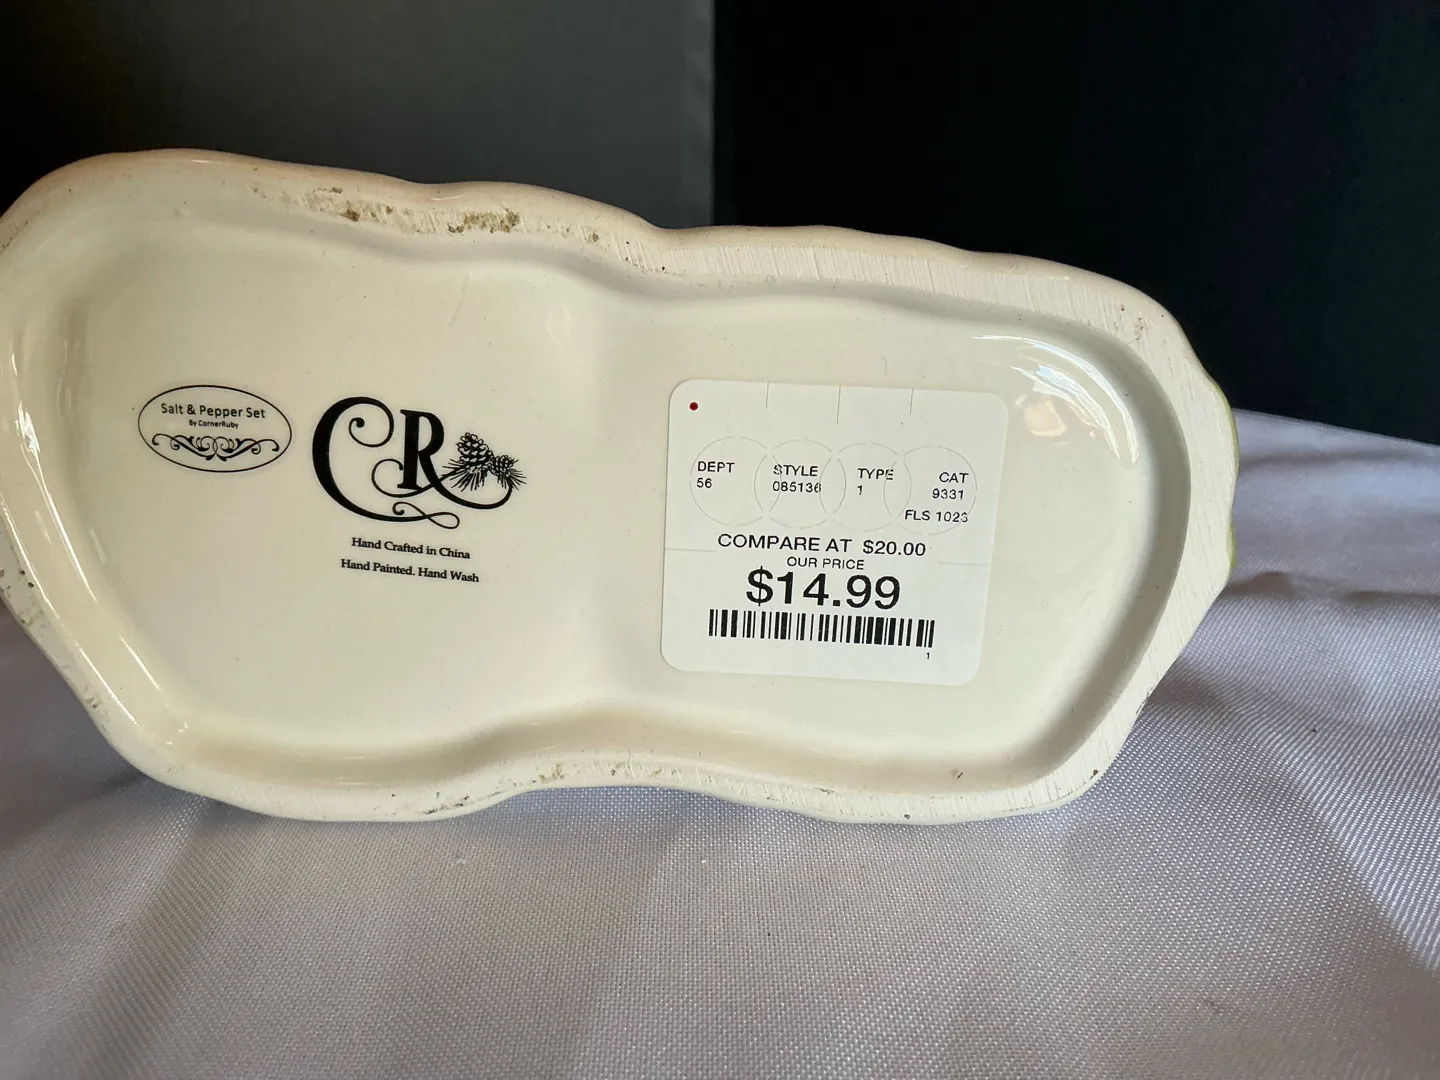 Salt & Pepper Set
By CornerRuby
CR
Hand Crafted in China
Hand Painted. Hand Wash
DEPT STYLE TYPE CAT
56 085136 1 9331
FLS 1023
COMPARE AT $20.00
OUR PRICE
$14.99
1